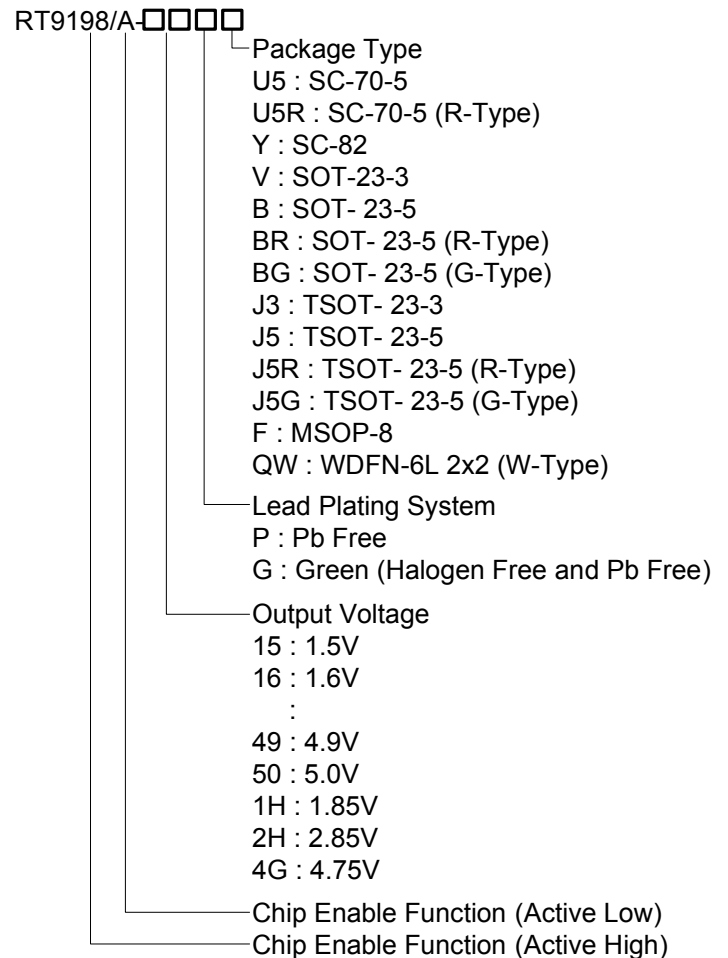 RT9198/A-
Package Type
U5 : SC-70-5
U5R : SC-70-5 (R-Type)
Y : SC-82
V : SOT-23-3
B : SOT- 23-5
BR : SOT- 23-5 (R-Type)
BG : SOT- 23-5 (G-Type)
J3 : TSOT- 23-3
J5 : TSOT- 23-5
J5R : TSOT- 23-5 (R-Type)
J5G : TSOT- 23-5 (G-Type)
F : MSOP-8
QW : WDFN-6L 2x2 (W-Type)
Lead Plating System
P : Pb Free
G : Green (Halogen Free and Pb Free)
Output Voltage
15 : 1.5V
16 : 1.6V
:
49 : 4.9V
50 : 5.0V
1H : 1.85V
2H : 2.85V
4G : 4.75V
Chip Enable Function (Active Low)
Chip Enable Function (Active High)